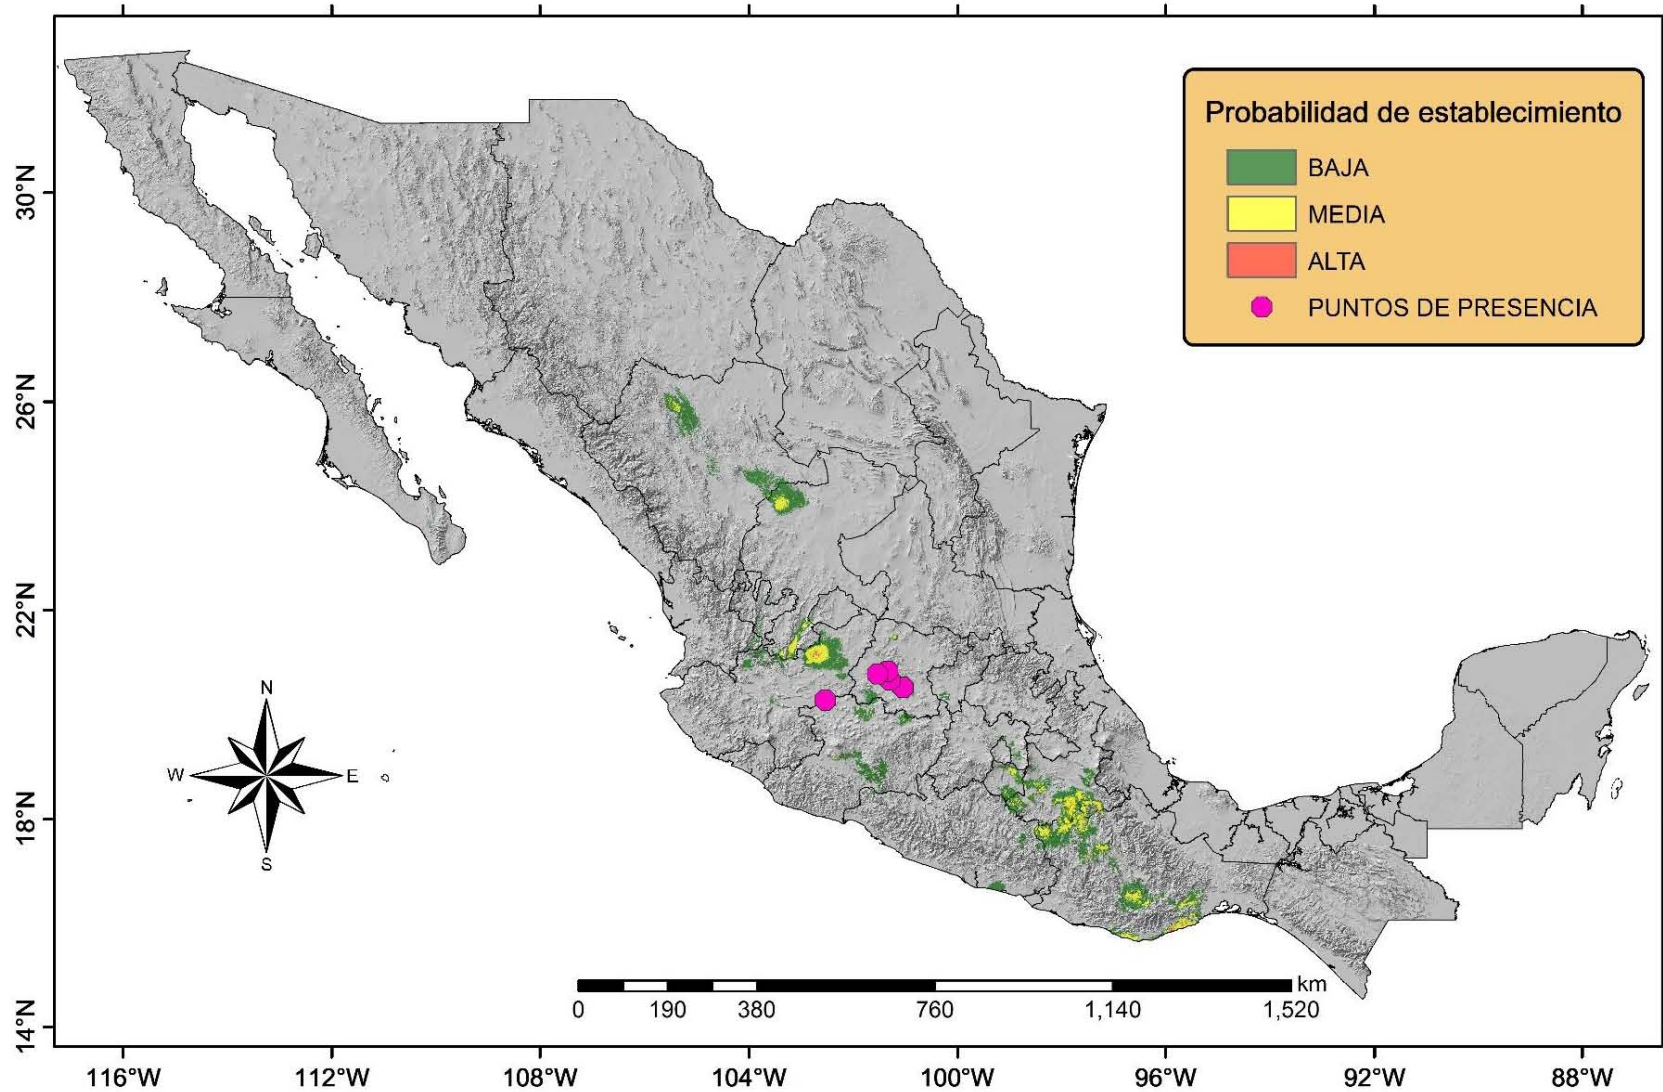 Probabilidad de establecimiento
BAJA
MEDIA
ALTA
PUNTOS DE PRESENCIA
30°N
26°N
22°N
18°N
14°N
N
W E
S
km
0 190 380 760 1,140 1,520
116°W 112°W 108°W 104°W 100°W 96°W 92°W 88°W